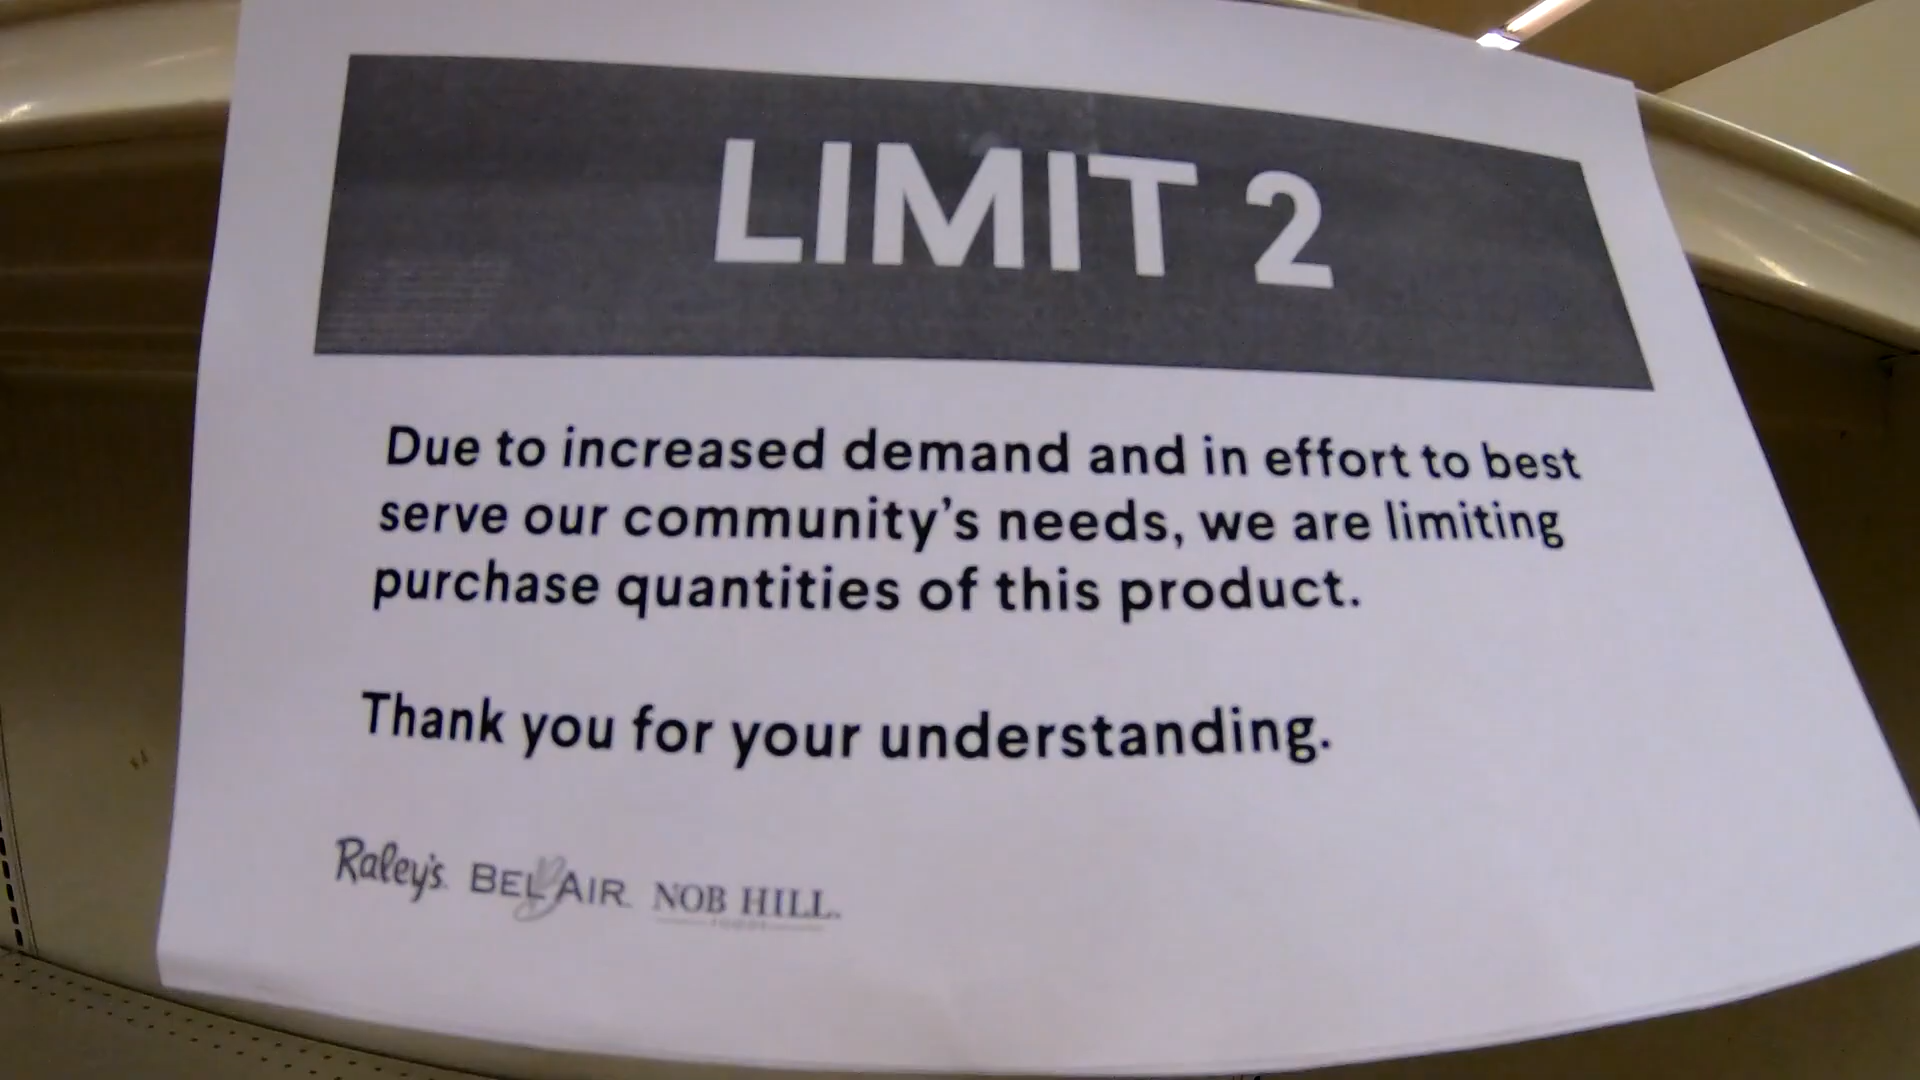 LIMIT 2
Due to increased demand and in effort to best
serve our community's needs, we are limiting
purchase quantities of this product.
Thank you for your understanding.
Raley's. BEL AIR. NOB HILL.